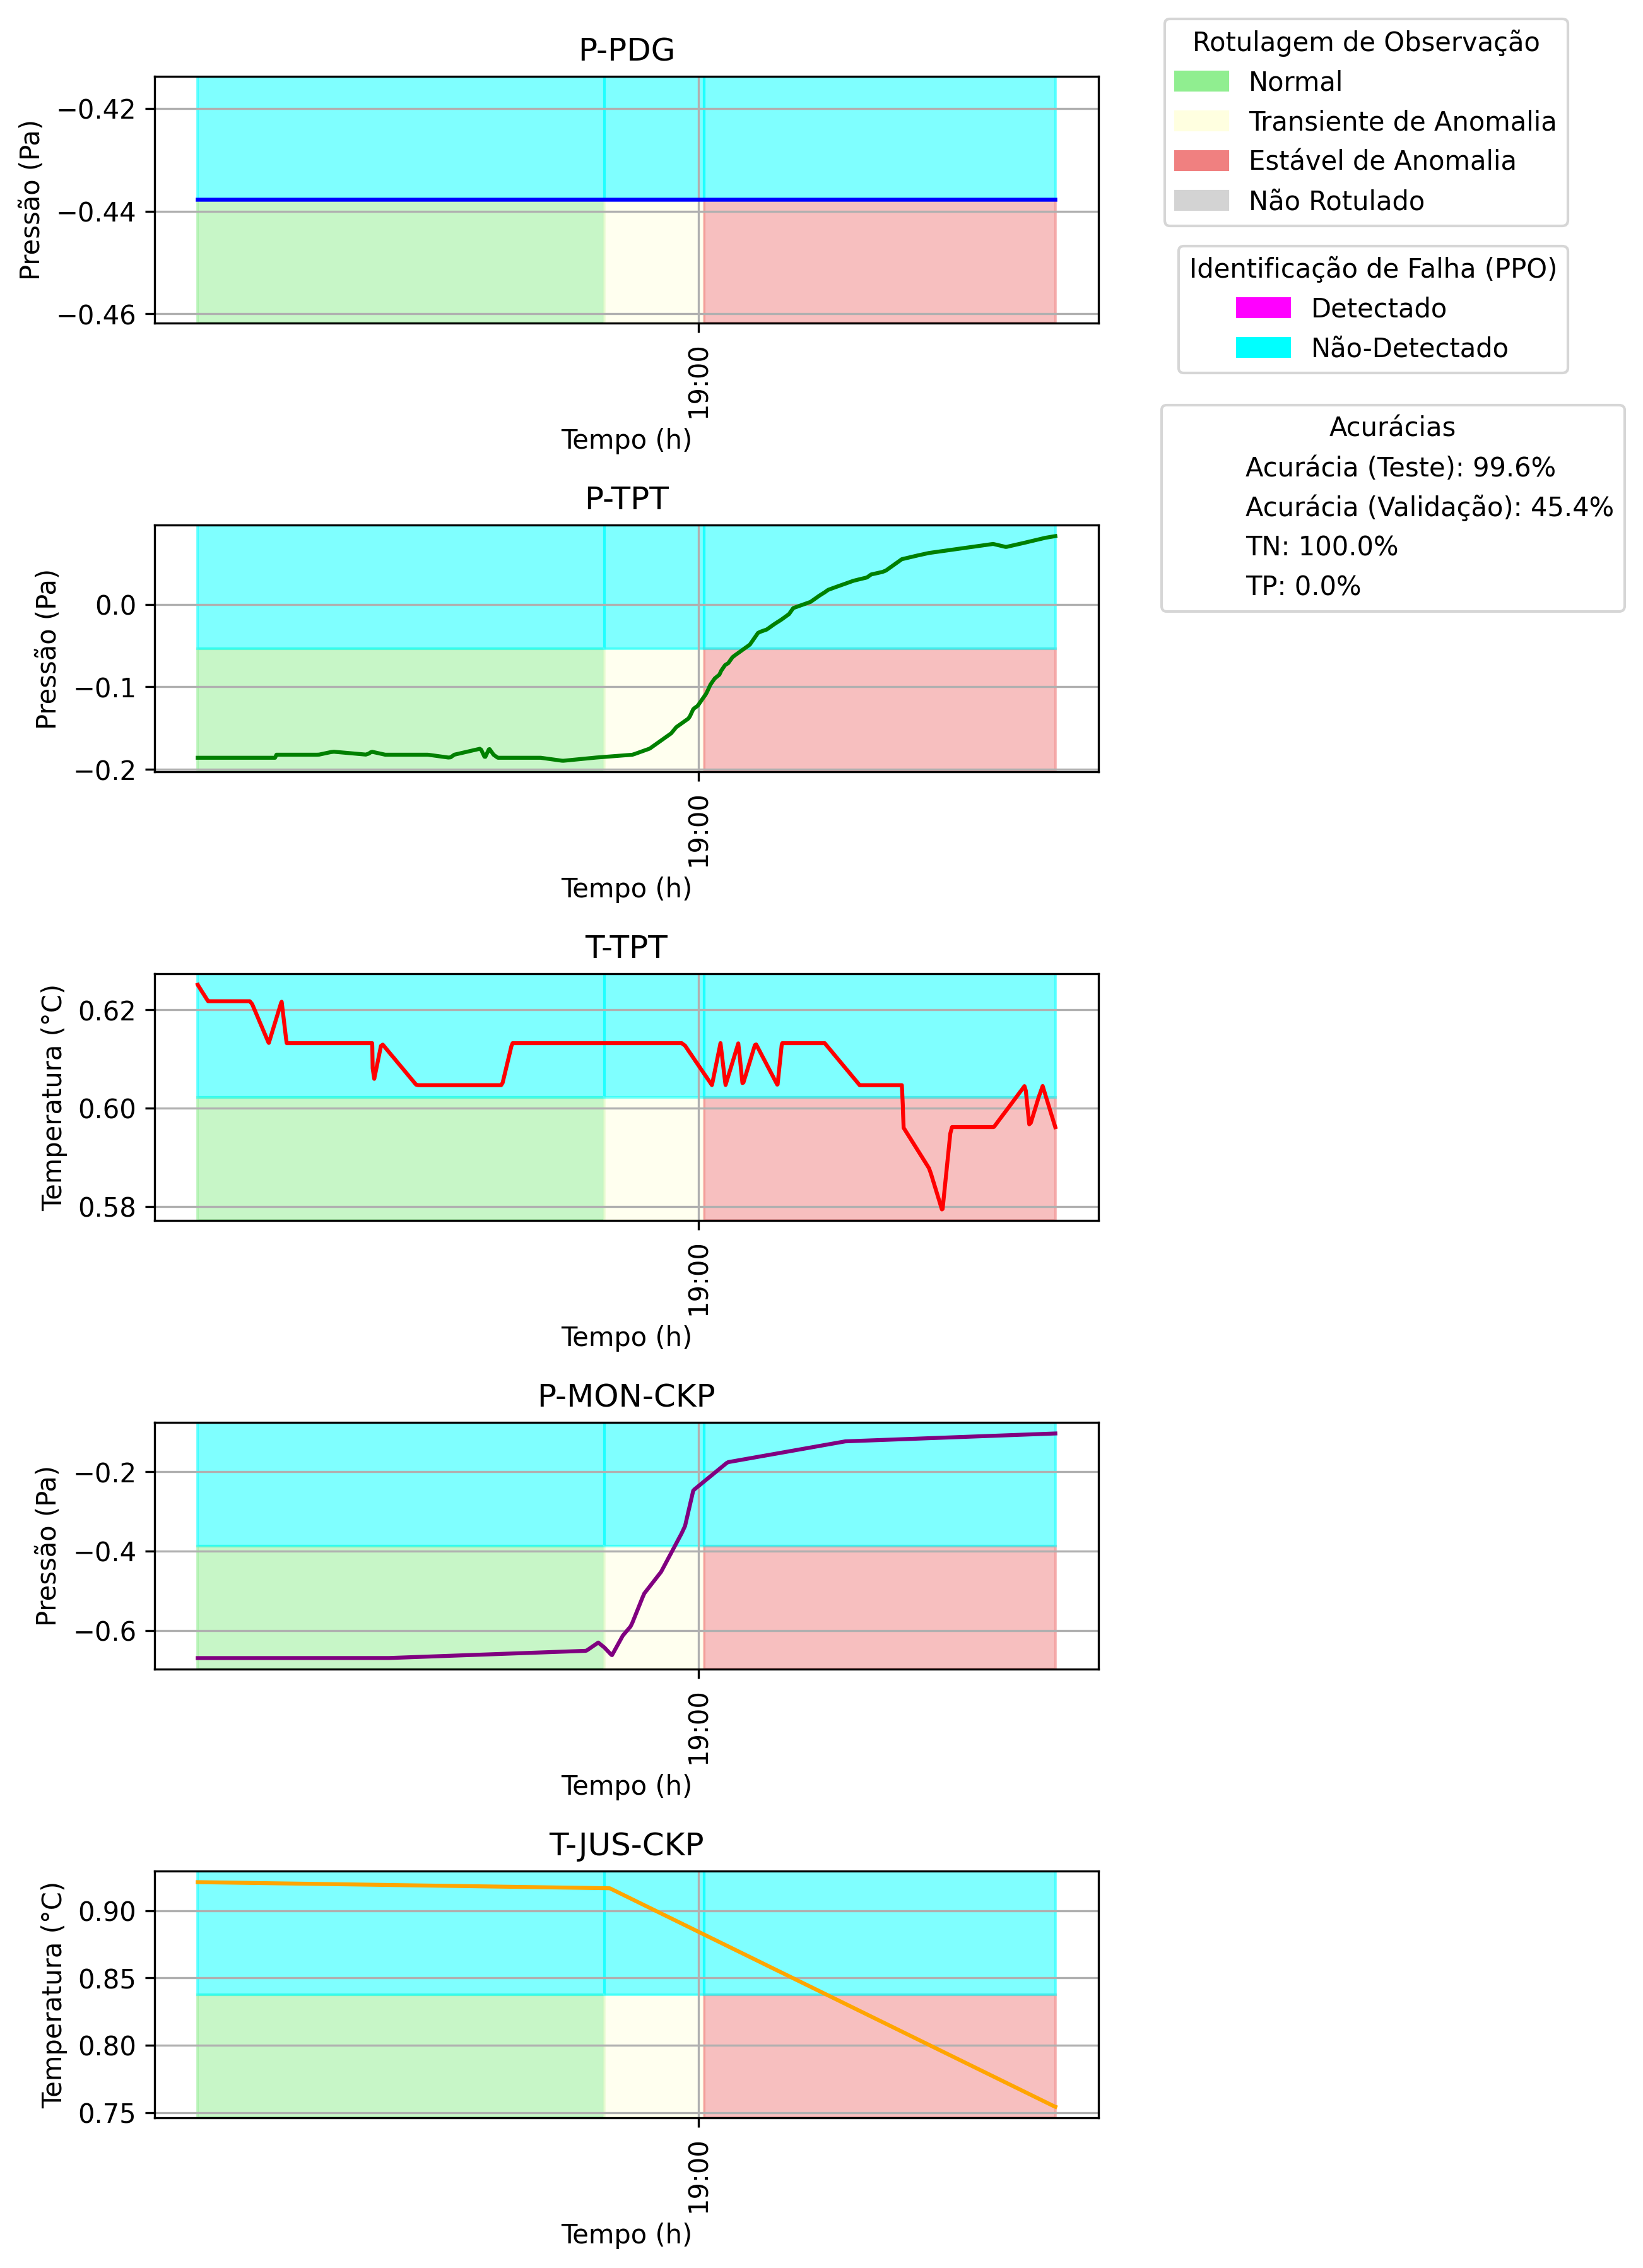 P-PDG
−0.42
−0.44
−0.46
Pressão (Pa)
19:00
Tempo (h)
Rotulagem de Observação
Normal
Transiente de Anomalia
Estável de Anomalia
Não Rotulado
Identificação de Falha (PPO)
Detectado
Não-Detectado
Acurácias
Acurácia (Teste): 99.6%
Acurácia (Validação): 45.4%
TN: 100.0%
TP: 0.0%
P-TPT
0.0
−0.1
−0.2
Pressão (Pa)
19:00
Tempo (h)
T-TPT
0.62
0.60
0.58
Temperatura (°C)
19:00
Tempo (h)
P-MON-CKP
−0.2
−0.4
−0.6
Pressão (Pa)
19:00
Tempo (h)
T-JUS-CKP
0.90
0.85
0.80
0.75
Temperatura (°C)
19:00
Tempo (h)